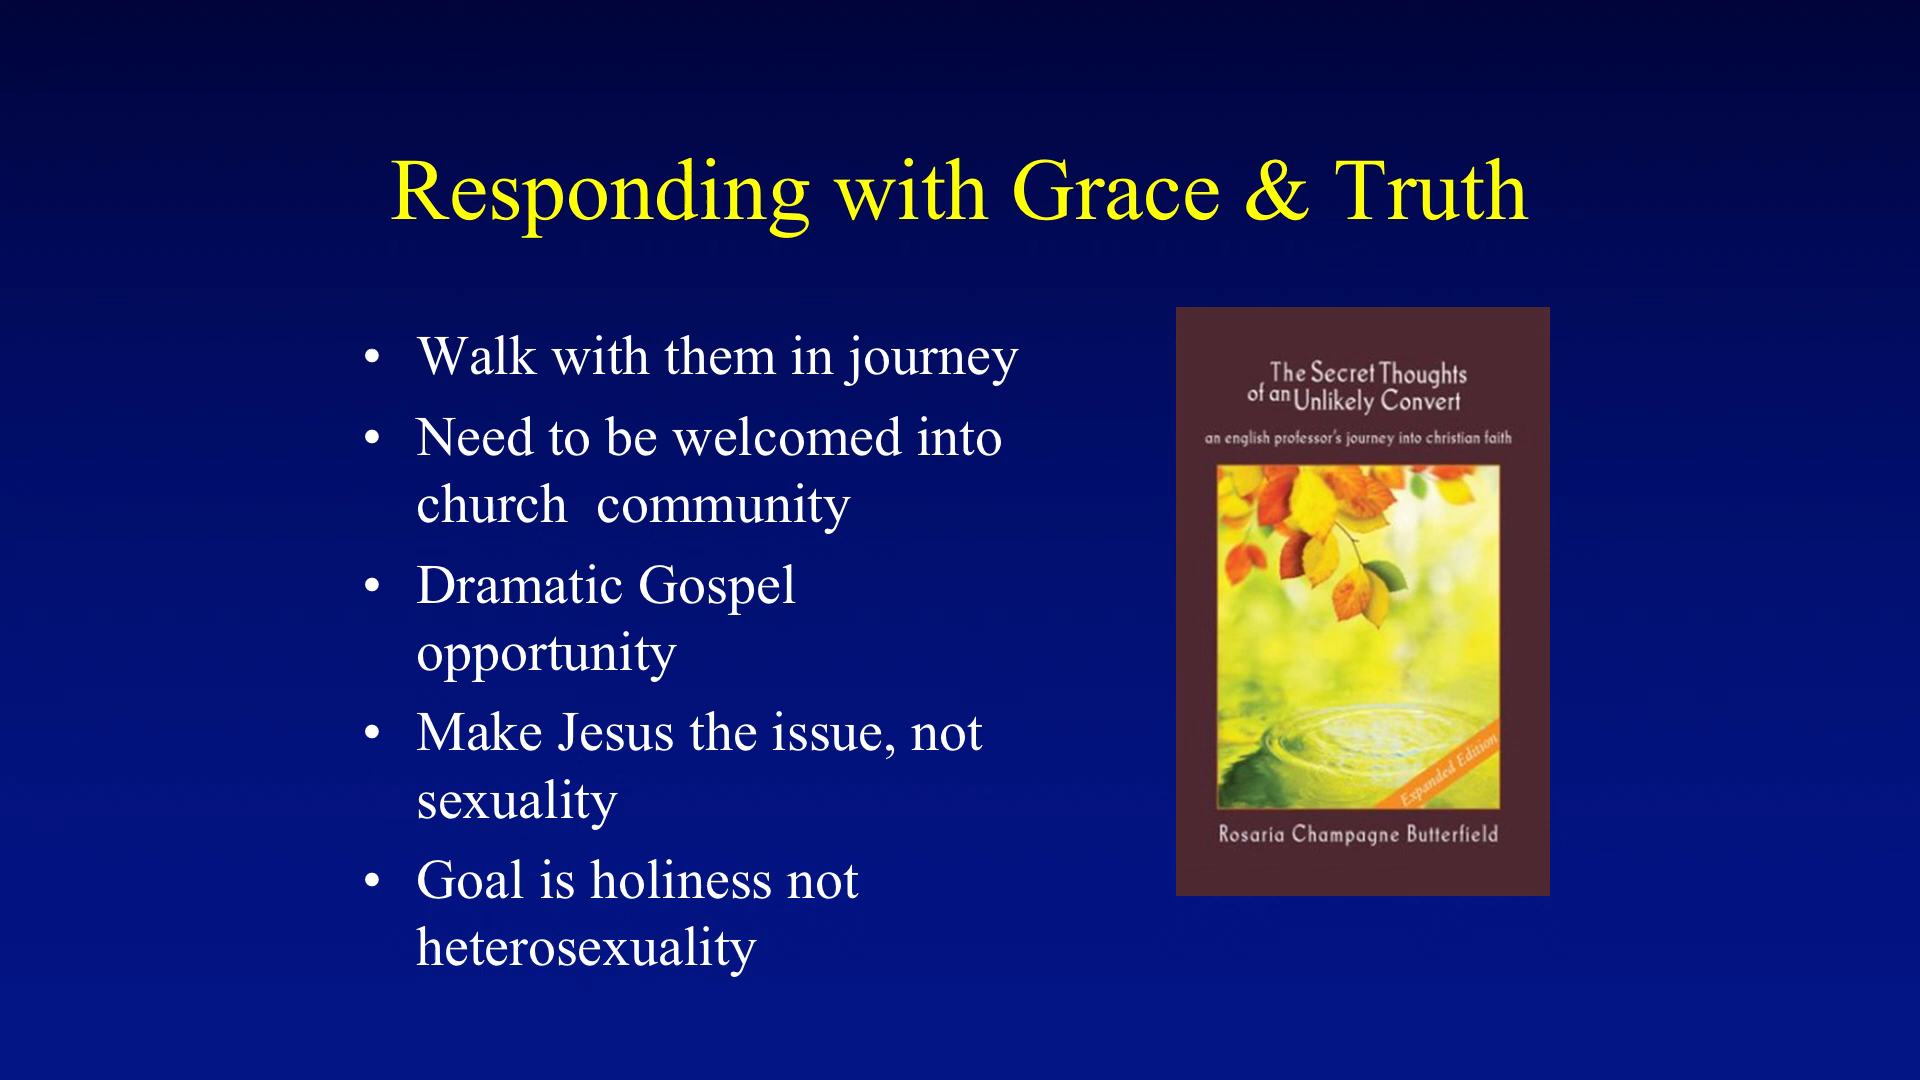 Responding with Grace & Truth
• Walk with them in journey
• Need to be welcomed into
church  community
• Dramatic Gospel
opportunity
• Make Jesus the issue, not
sexuality
• Goal is holiness not
heterosexuality
The Secret Thoughts
of an Unlikely Convert
an english professor's journey into christian faith
Expanded Edition
Rosaria Champagne Butterfield